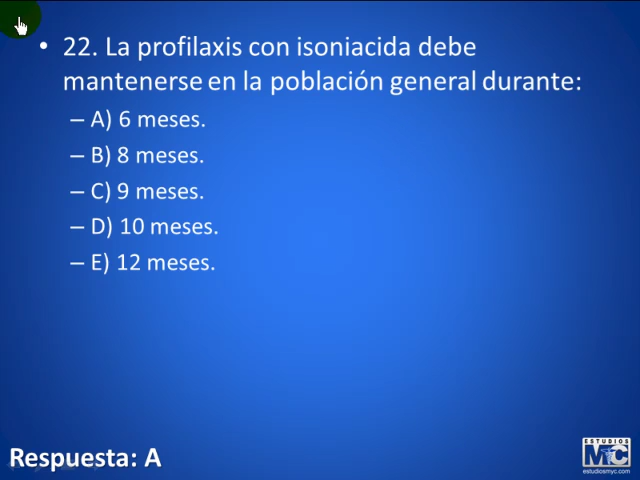 • 22. La profilaxis con isoniacida debe
mantenerse en la población general durante:
– A) 6 meses.
– B) 8 meses.
– C) 9 meses.
– D) 10 meses.
– E) 12 meses.
Respuesta: A
ESTUDIOS
MYC
estudiosmyc.com